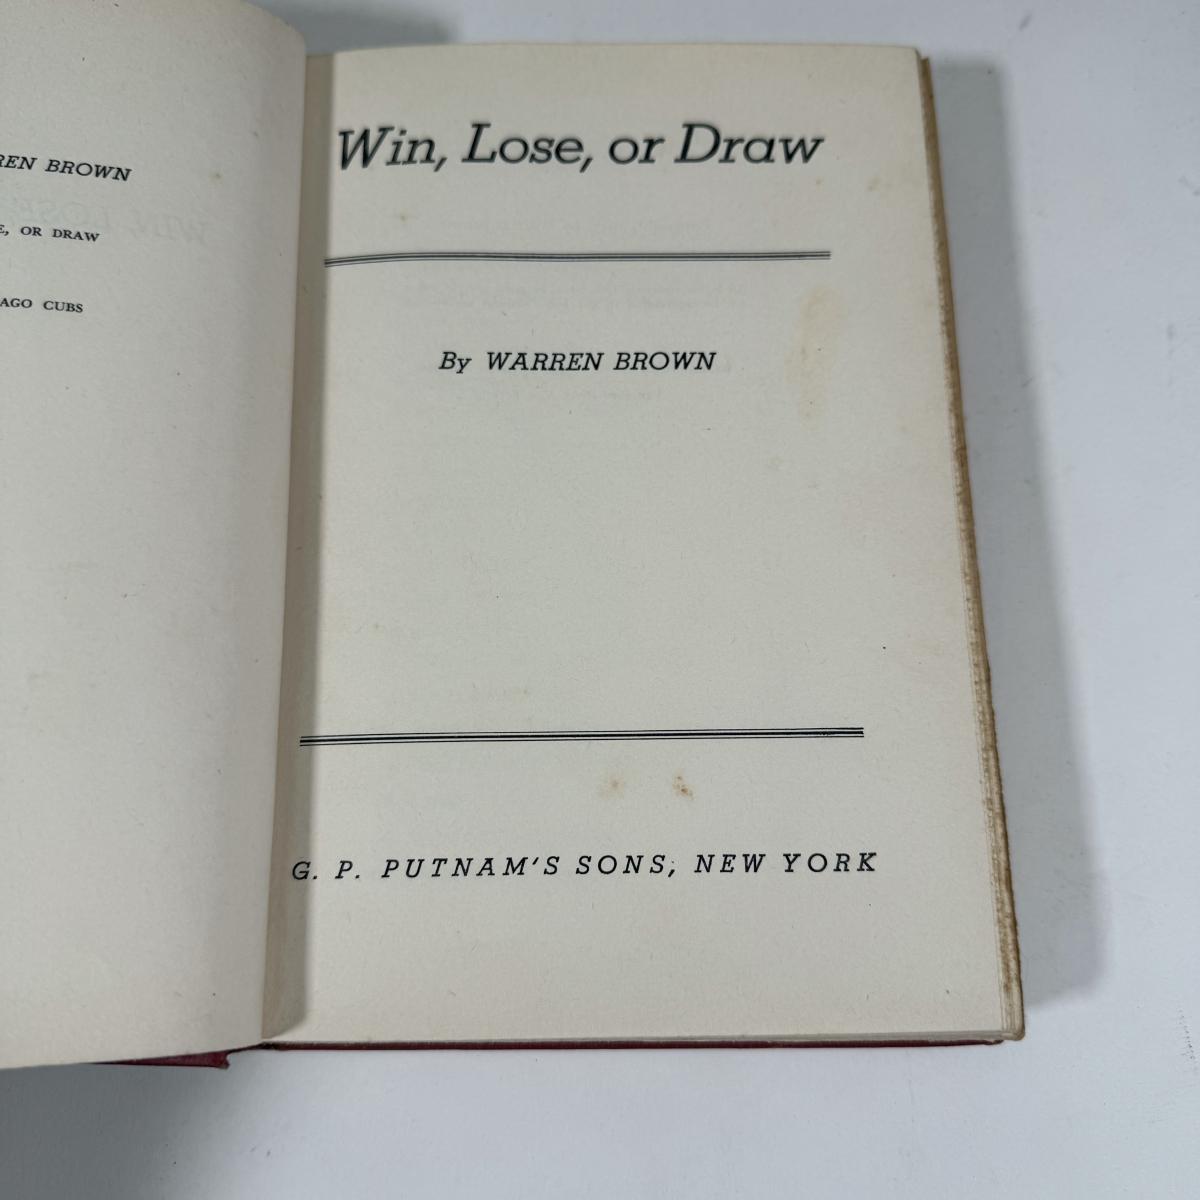 REN BROWN
E, OR DRAW
AGO CUBS
Win, Lose, or Draw
By WARREN BROWN
G. P. PUTNAM'S SONS, NEW YORK